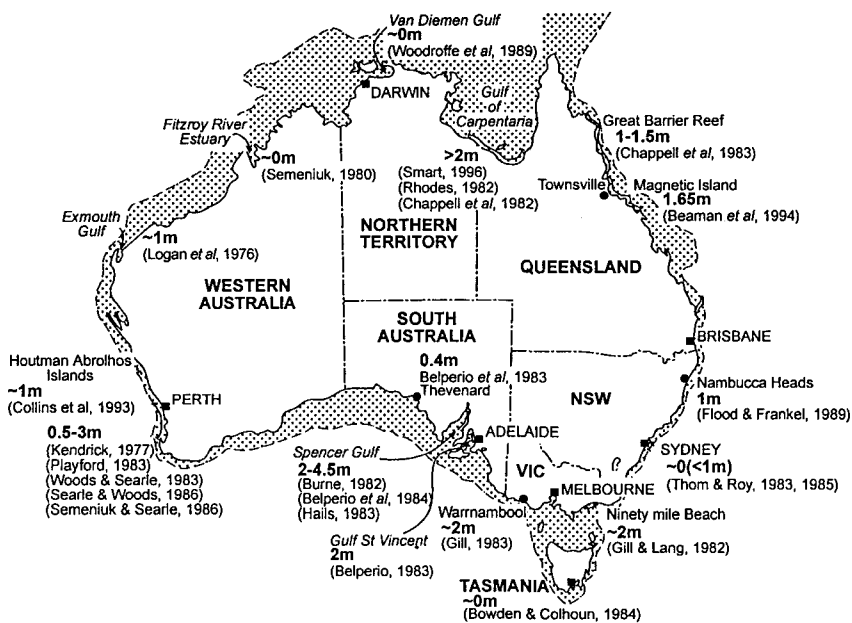 Van Diemen Gulf
~0m
(Woodroffe et al, 1989)
DARWIN
Gulf
of
Carpentaria
Fitzroy River
Estuary
~0m
(Semeniuk, 1980)
>2m
(Smart, 1996)
(Rhodes, 1982)
(Chappell et al, 1982)
Great Barrier Reef
1-1.5m
(Chappell et al, 1983)
Townsville
Magnetic Island
1.65m
(Beaman et al, 1994)
Exmouth
Gulf
~1m
(Logan et al, 1976)
NORTHERN
TERRITORY
WESTERN
AUSTRALIA
QUEENSLAND
SOUTH
AUSTRALIA
0.4m
Belperio et al, 1983
Thevenard
BRISBANE
Houtman Abrolhos
Islands
~1m
(Collins et al, 1993)
PERTH
0.5-3m
(Kendrick, 1977)
(Playford, 1983)
(Woods & Searle, 1983)
(Searle & Woods, 1986)
(Semeniuk & Searle, 1986)
NSW
Nambucca Heads
1m
(Flood & Frankel, 1989)
ADELAIDE
SYDNEY
~0(<1m)
(Thom & Roy, 1983, 1985)
Spencer Gulf
2-4.5m
(Burne, 1982)
(Belperio et al, 1984)
(Hails, 1983)
VIC
MELBOURNE
Gulf St Vincent
2m
(Belperio, 1983)
Warrnambool
~2m
(Gill, 1983)
Ninety mile Beach
~2m
(Gill & Lang, 1982)
TASMANIA
~0m
(Bowden & Colhoun, 1984)